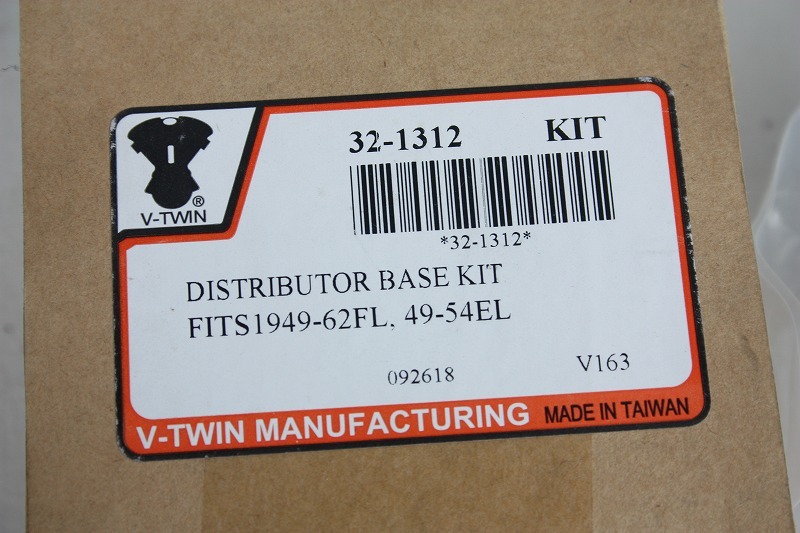 V-TWIN ®
32-1312 KIT
*32-1312*
DISTRIBUTOR BASE KIT
FITS1949-62FL, 49-54EL
092618 V163
V-TWIN MANUFACTURING MADE IN TAIWAN